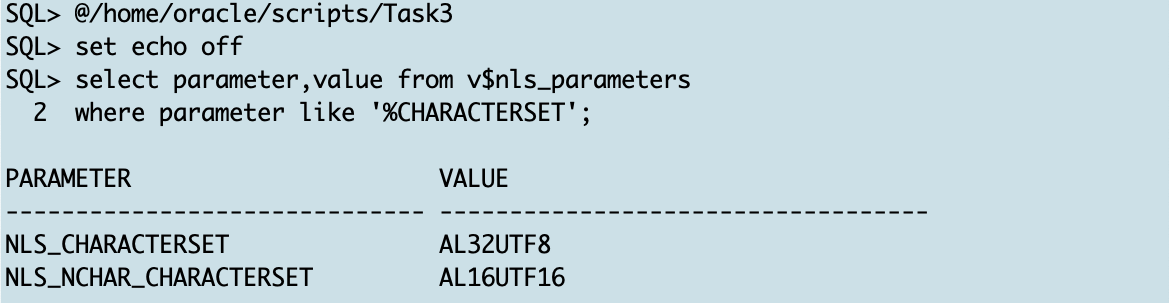 SQL> @/home/oracle/scripts/Task3
SQL> set echo off
SQL> select parameter,value from v$nls_parameters
  2  where parameter like '%CHARACTERSET';
PARAMETER                      VALUE
------------------------------ -----------------------------------
NLS_CHARACTERSET               AL32UTF8
NLS_NCHAR_CHARACTERSET         AL16UTF16